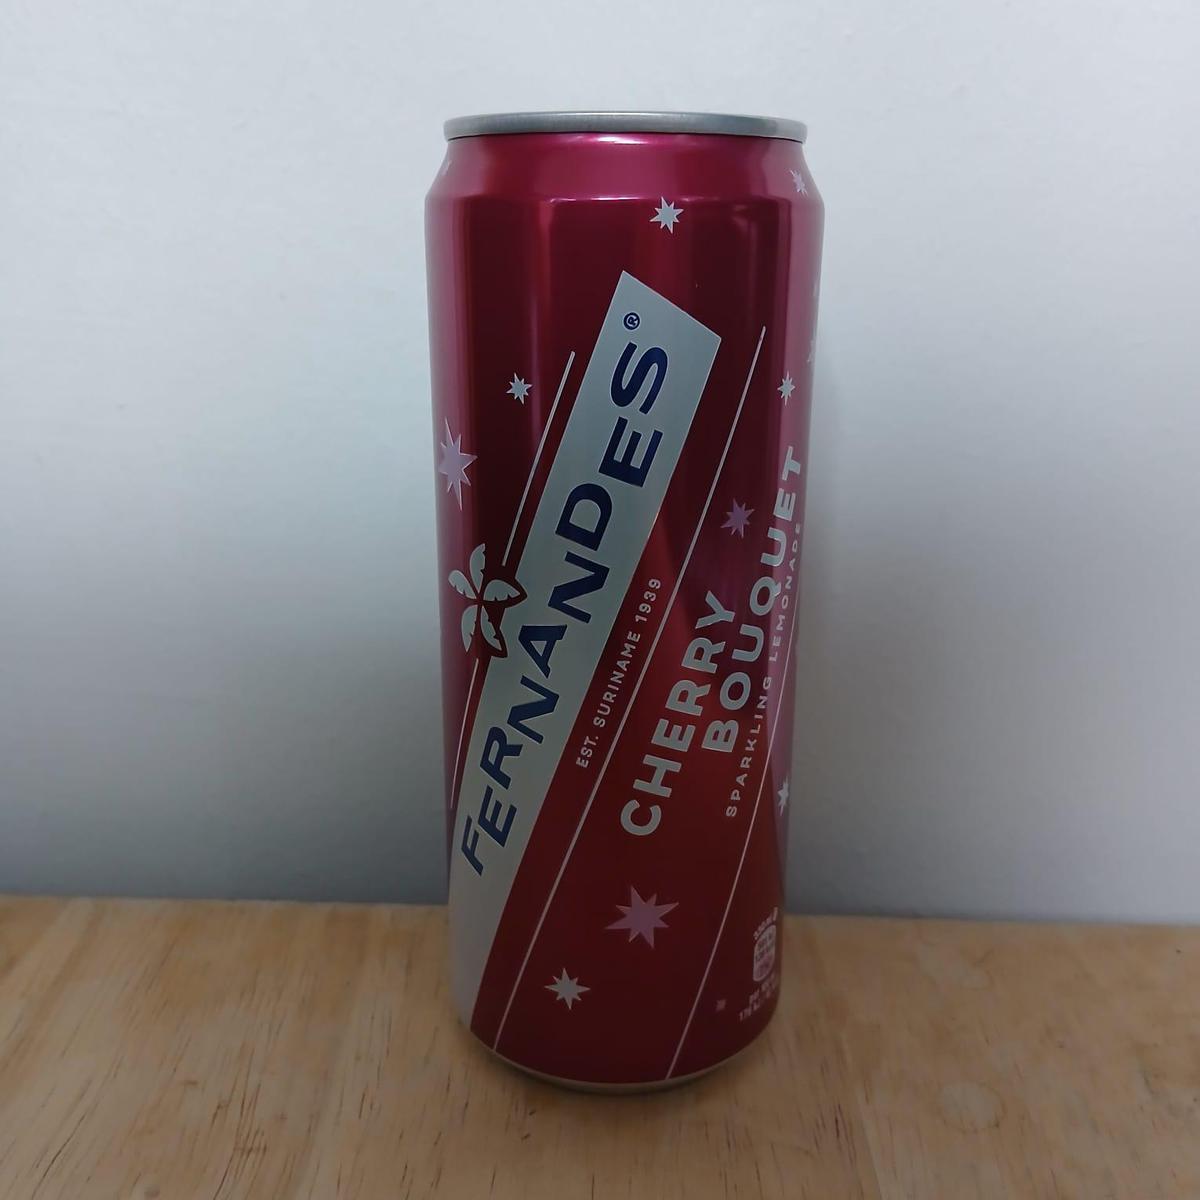 FERNANDES®
EST. SURINAME 1939
CHERRY
BOUQUET
SPARKLING LEMONADE